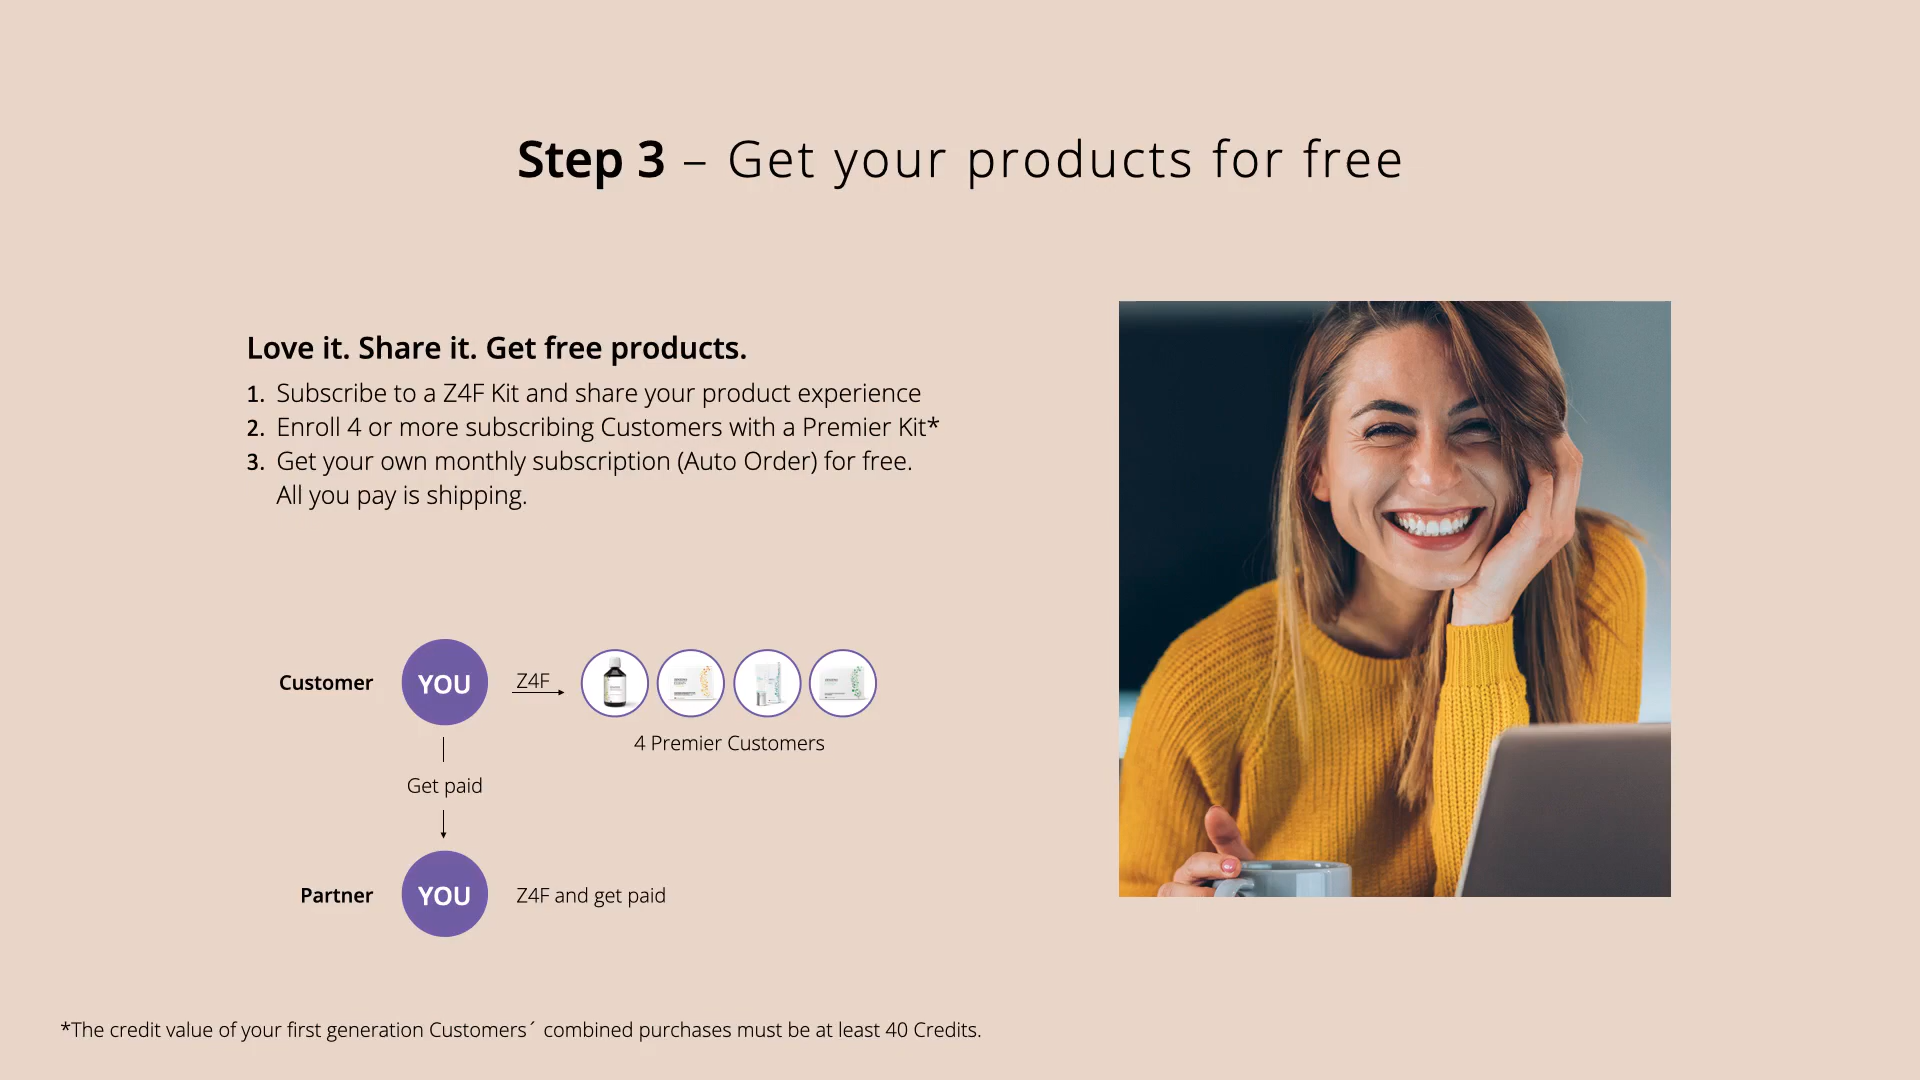 Step 3 – Get your products for free
Love it. Share it. Get free products.
1. Subscribe to a Z4F Kit and share your product experience
2. Enroll 4 or more subscribing Customers with a Premier Kit*
3. Get your own monthly subscription (Auto Order) for free.
All you pay is shipping.
Customer
YOU
Z4F
4 Premier Customers
Get paid
Partner
YOU
Z4F and get paid
*The credit value of your first generation Customers´ combined purchases must be at least 40 Credits.